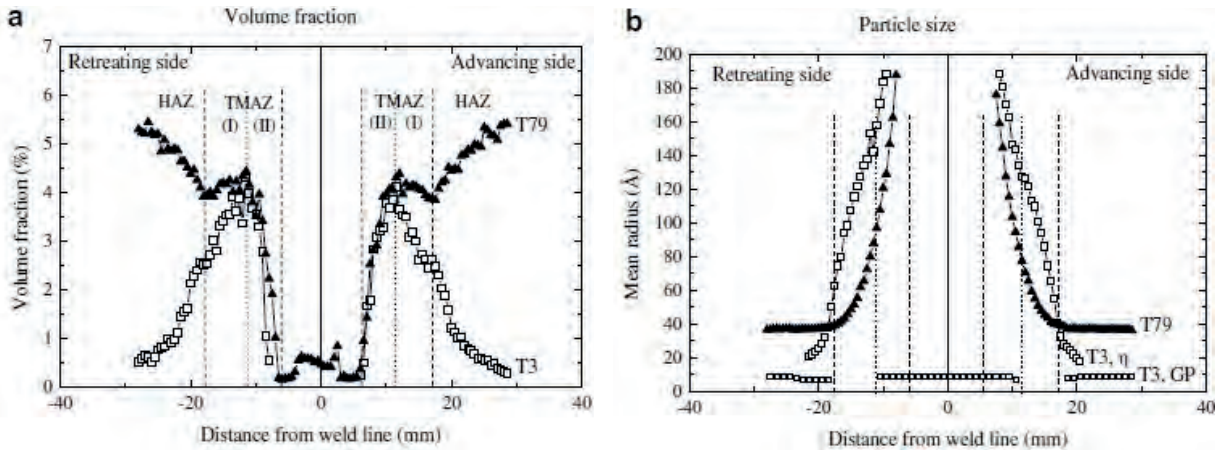 a
Volume fraction
7
6
5
4
3
2
1
0
Volume fraction (%)
Retreating side
Advancing side
HAZ
TMAZ
(I)
(II)
TMAZ
(II)
(I)
HAZ
T79
T3
-40
-20
0
20
40
Distance from weld line (mm)
b
Particle size
200
180
160
140
120
100
80
60
40
20
0
Mean radius (Å)
Retreating side
Advancing side
T79
T3, η
T3, GP
-40
-20
0
20
40
Distance from weld line (mm)